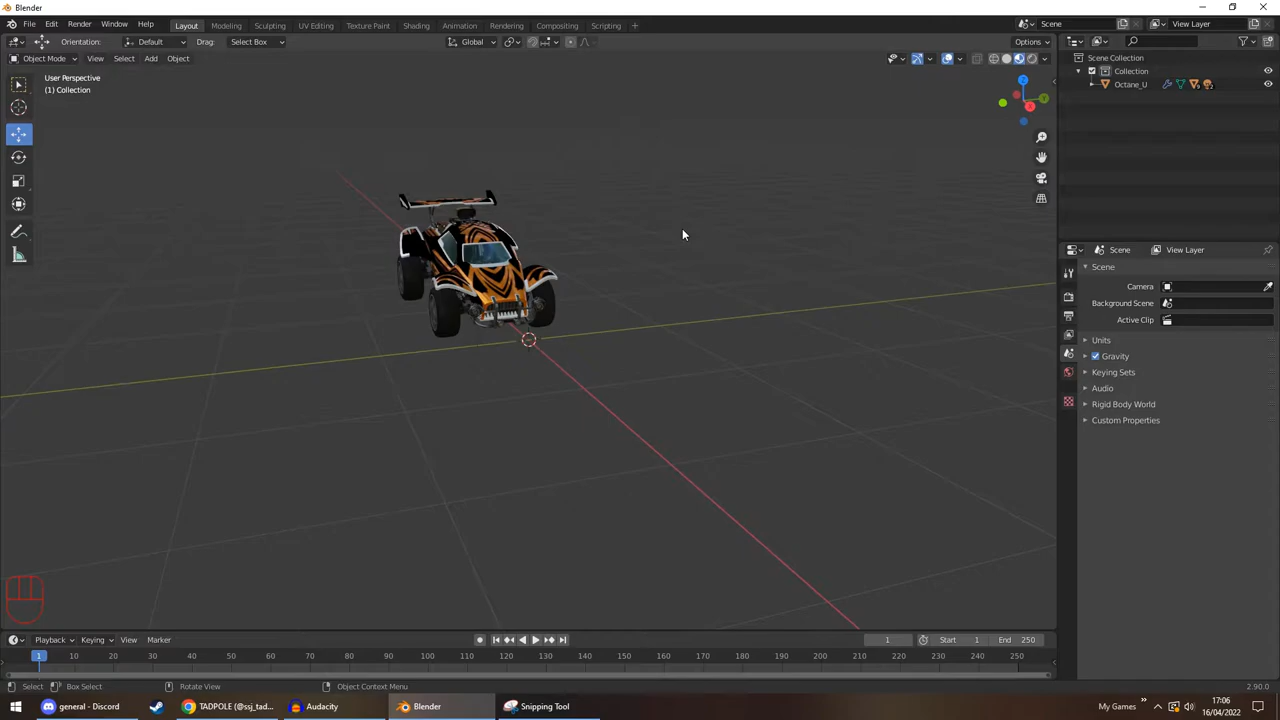 Blender
File Edit Render Window Help
Layout Modeling Sculpting UV Editing Texture Paint Shading Animation Rendering Compositing Scripting +
Scene View Layer
Orientation: Default Drag: Select Box Global Options
Object Mode View Select Add Object
User Perspective
(1) Collection
Scene Collection
Collection
Octane_U
Scene View Layer
Scene
Camera
Background Scene
Active Clip
Units
Gravity
Keying Sets
Audio
Rigid Body World
Custom Properties
Playback Keying View Marker 1 Start 1 End 250
1 10 20 30 40 50 60 70 80 90 100 110 120 130 140 150 160 170 180 190 200 210 220 230 240 250
Select Box Select Rotate View Object Context Menu 2.90.0
general - Discord TADPOLE (@ssj_tad... Audacity Blender Snipping Tool My Games 17:06
16/04/2022